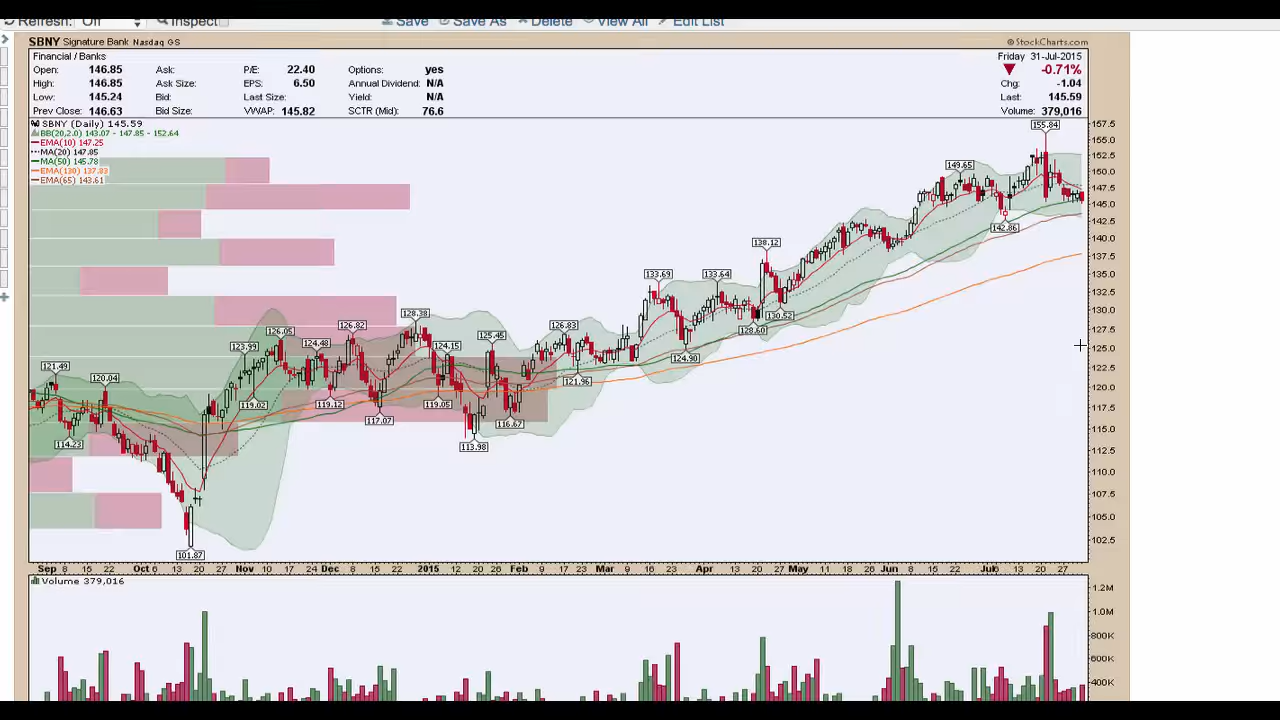 Refresh: Off Inspect Save Save As Delete View All Edit List
SBNY Signature Bank Nasdaq GS © StockCharts.com
Financial / Banks Friday 31-Jul-2015
Open: 146.85 Ask: P/E: 22.40 Options: yes -0.71%
High: 146.85 Ask Size: EPS: 6.50 Annual Dividend: N/A Chg: -1.04
Low: 145.24 Bid: Last Size: Yield: N/A Last: 145.59
Prev Close: 146.63 Bid Size: VWAP: 145.82 SCTR (Mid): 76.6 Volume: 379,016
SBNY (Daily) 145.59
BB(20,2.0) 143.07 - 147.85 - 152.64
EMA(10) 147.25
MA(20) 147.85
MA(50) 145.78
EMA(130) 137.83
EMA(65) 143.61
157.5
155.84
155.0
152.5
149.65
150.0
147.5
145.0
142.86
142.5
138.12
140.0
137.5
133.69 133.64
135.0
132.5
130.52
130.0
128.38
128.60
126.05 126.82 126.83
127.5
125.45
123.99 124.48 124.15
125.0
124.90
121.49 121.96
122.5
120.04
120.0
119.02 119.12 119.05
117.07 116.67
117.5
114.23 113.98
115.0
112.5
110.0
107.5
105.0
102.5
101.87
Sep 8 15 22 Oct 6 13 20 27 Nov 10 17 24 Dec 8 15 22 2015 12 20 26 Feb 9 17 23 Mar 9 16 23 Apr 13 20 27 May 11 18 26 Jun 8 15 22 Jul 6 13 20 27
Volume 379,016
1.2M
1.0M
800K
600K
400K